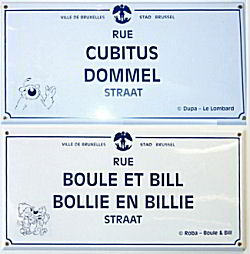 VILLE DE BRUXELLES STAD BRUSSEL
RUE
CUBITUS
DOMMEL
STRAAT
© Dupa - Le Lombard
VILLE DE BRUXELLES STAD BRUSSEL
RUE
BOULE ET BILL
BOLLIE EN BILLIE
STRAAT
© Roba - Boule & Bill